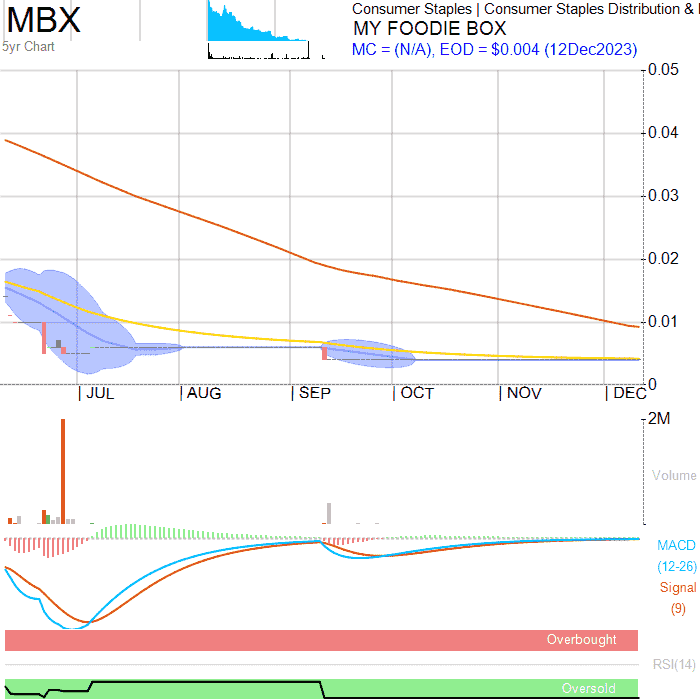 MBX
5yr Chart
Consumer Staples | Consumer Staples Distribution &
MY FOODIE BOX
MC = (N/A), EOD = $0.004 (12Dec2023)
0.05
0.04
0.03
0.02
0.01
0
| JUL | AUG | SEP | OCT | NOV | DEC
2M
Volume
MACD
(12-26)
Signal
(9)
Overbought
RSI(14)
Oversold